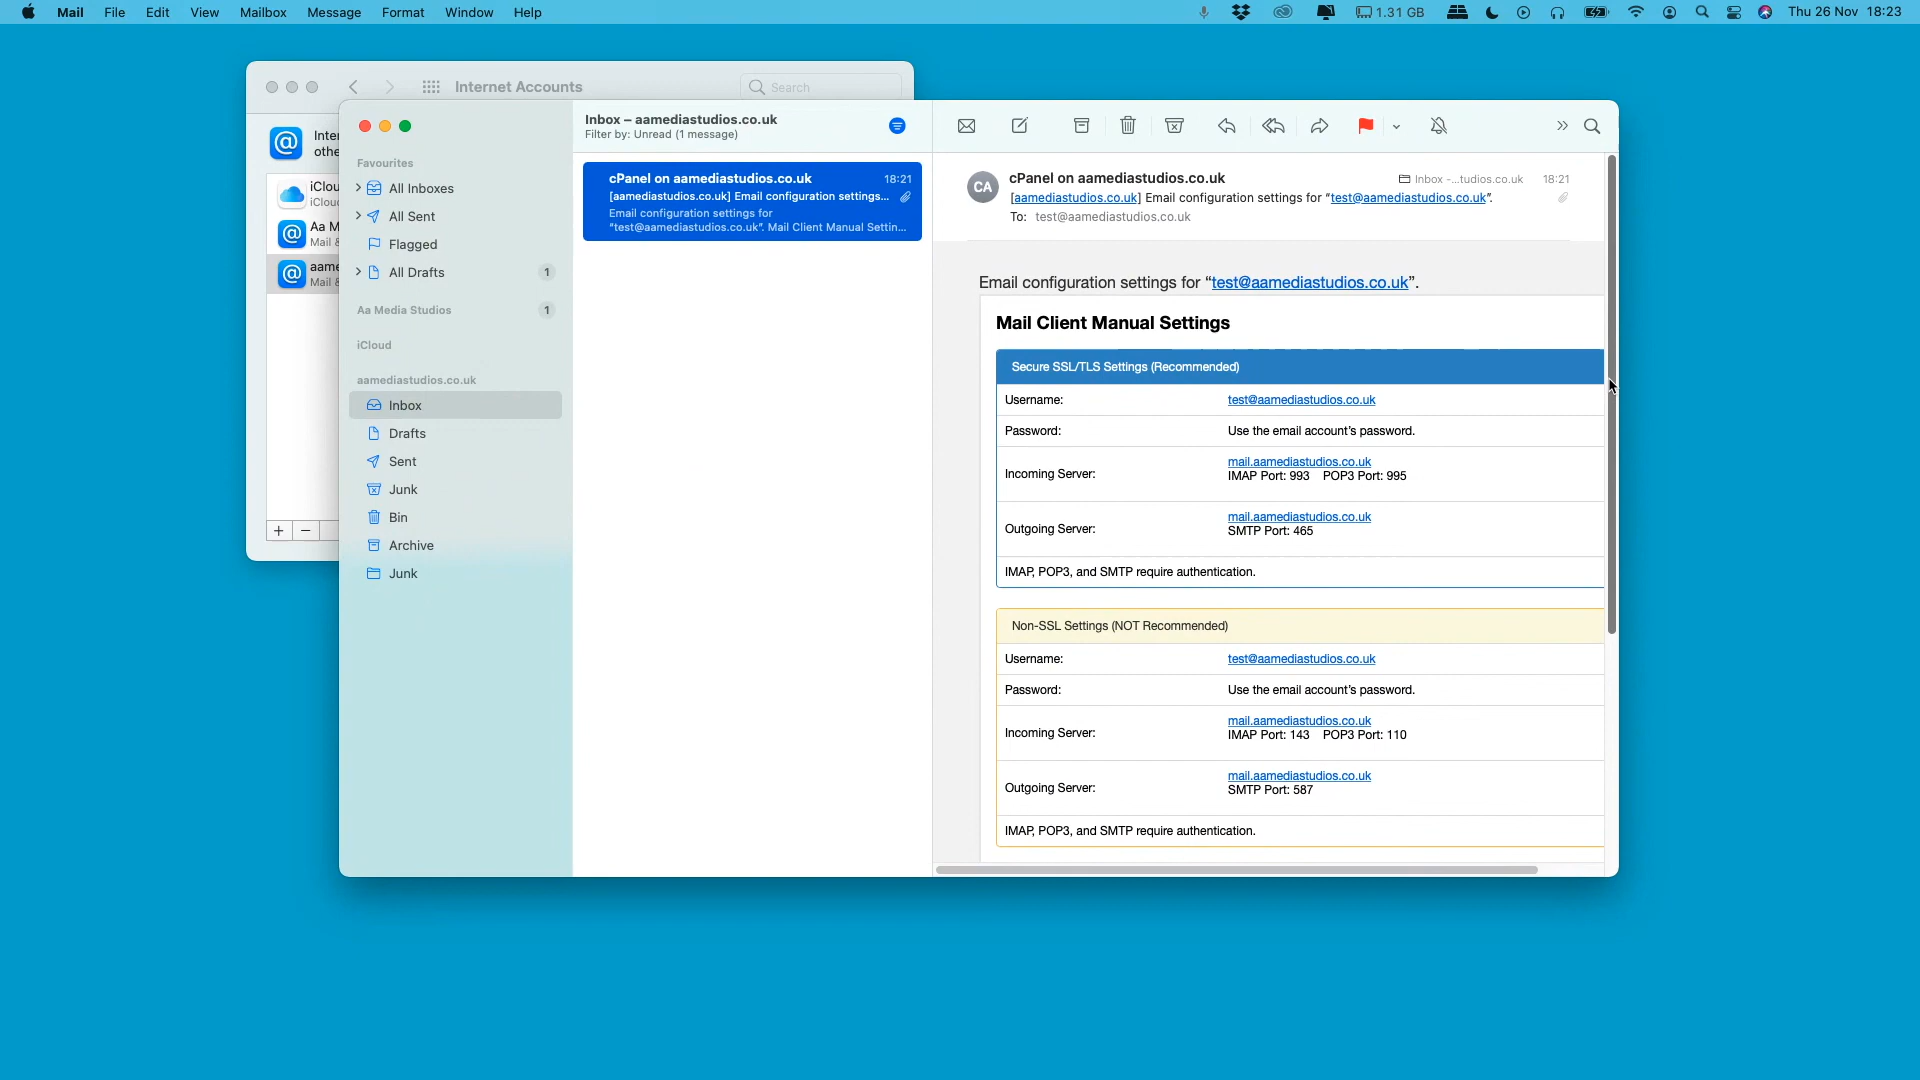 Mail File Edit View Mailbox Message Format Window Help 1.31 GB Thu 26 Nov 18:23
Internet Accounts Search
Inter
othe
iClou
iCloud
Aa M
Mail &
aame
Mail &
Favourites
All Inboxes
All Sent
Flagged
All Drafts 1
Aa Media Studios 1
iCloud
aamediastudios.co.uk
Inbox
Drafts
Sent
Junk
Bin
Archive
Junk
Inbox – aamediastudios.co.uk
Filter by: Unread (1 message)
cPanel on aamediastudios.co.uk 18:21
[aamediastudios.co.uk] Email configuration settings...
Email configuration settings for
“test@aamediastudios.co.uk”. Mail Client Manual Settin...
CA
cPanel on aamediastudios.co.uk Inbox -...tudios.co.uk 18:21
[aamediastudios.co.uk] Email configuration settings for “test@aamediastudios.co.uk”.
To: test@aamediastudios.co.uk
Email configuration settings for “test@aamediastudios.co.uk”.
Mail Client Manual Settings
Secure SSL/TLS Settings (Recommended)
Username: test@aamediastudios.co.uk
Password: Use the email account’s password.
Incoming Server: mail.aamediastudios.co.uk
IMAP Port: 993 POP3 Port: 995
Outgoing Server: mail.aamediastudios.co.uk
SMTP Port: 465
IMAP, POP3, and SMTP require authentication.
Non-SSL Settings (NOT Recommended)
Username: test@aamediastudios.co.uk
Password: Use the email account’s password.
Incoming Server: mail.aamediastudios.co.uk
IMAP Port: 143 POP3 Port: 110
Outgoing Server: mail.aamediastudios.co.uk
SMTP Port: 587
IMAP, POP3, and SMTP require authentication.